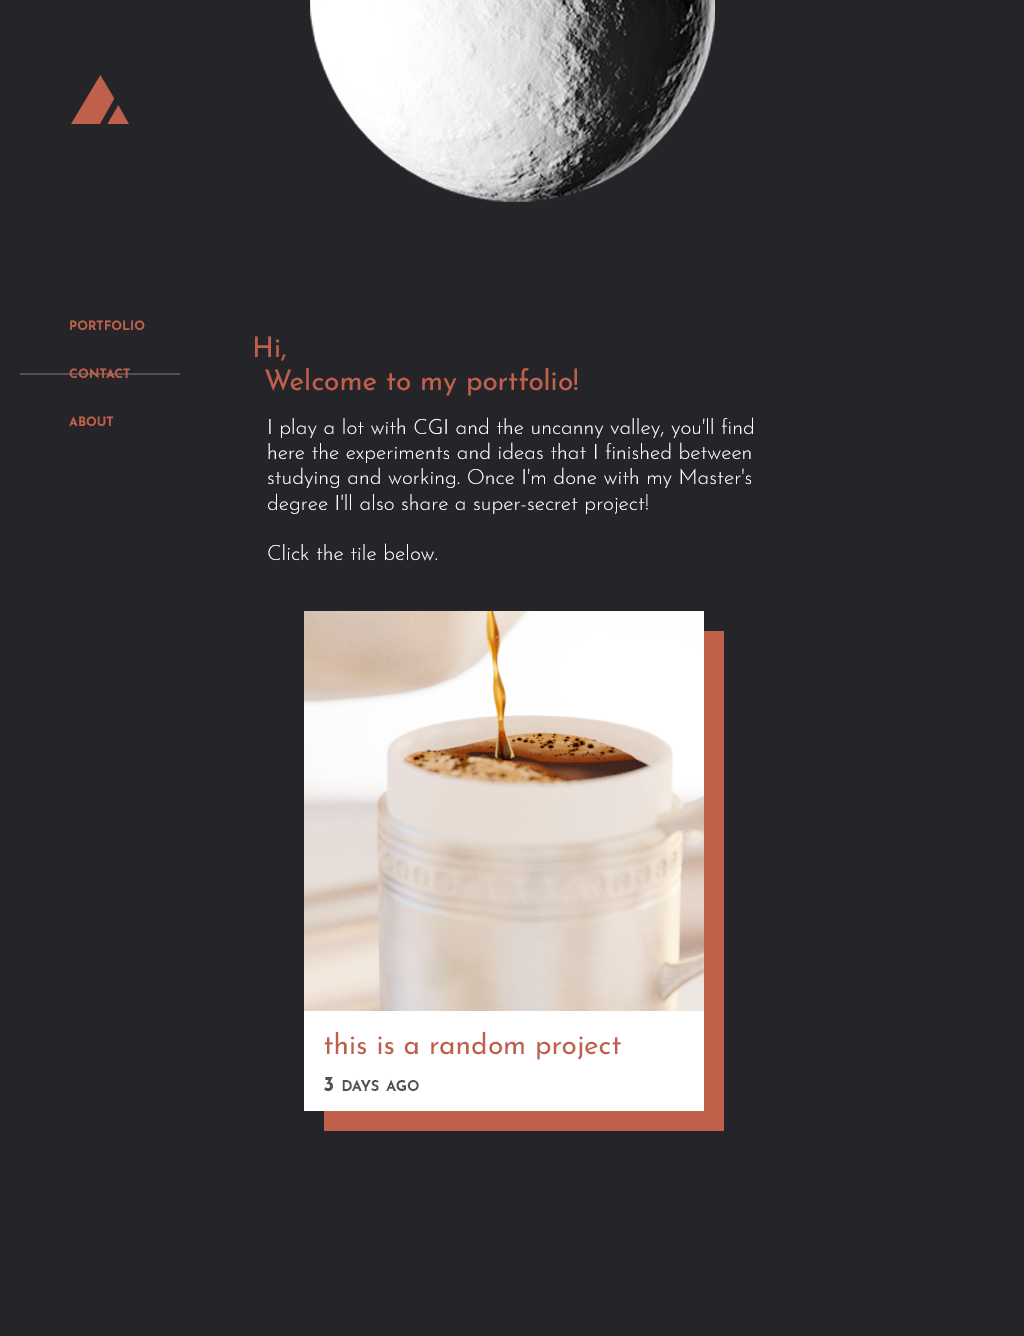 PORTFOLIO
CONTACT
ABOUT
Hi,
Welcome to my portfolio!
I play a lot with CGI and the uncanny valley, you'll find
here the experiments and ideas that I finished between
studying and working. Once I'm done with my Master's
degree I'll also share a super-secret project!
Click the tile below.
this is a random project
3 DAYS AGO